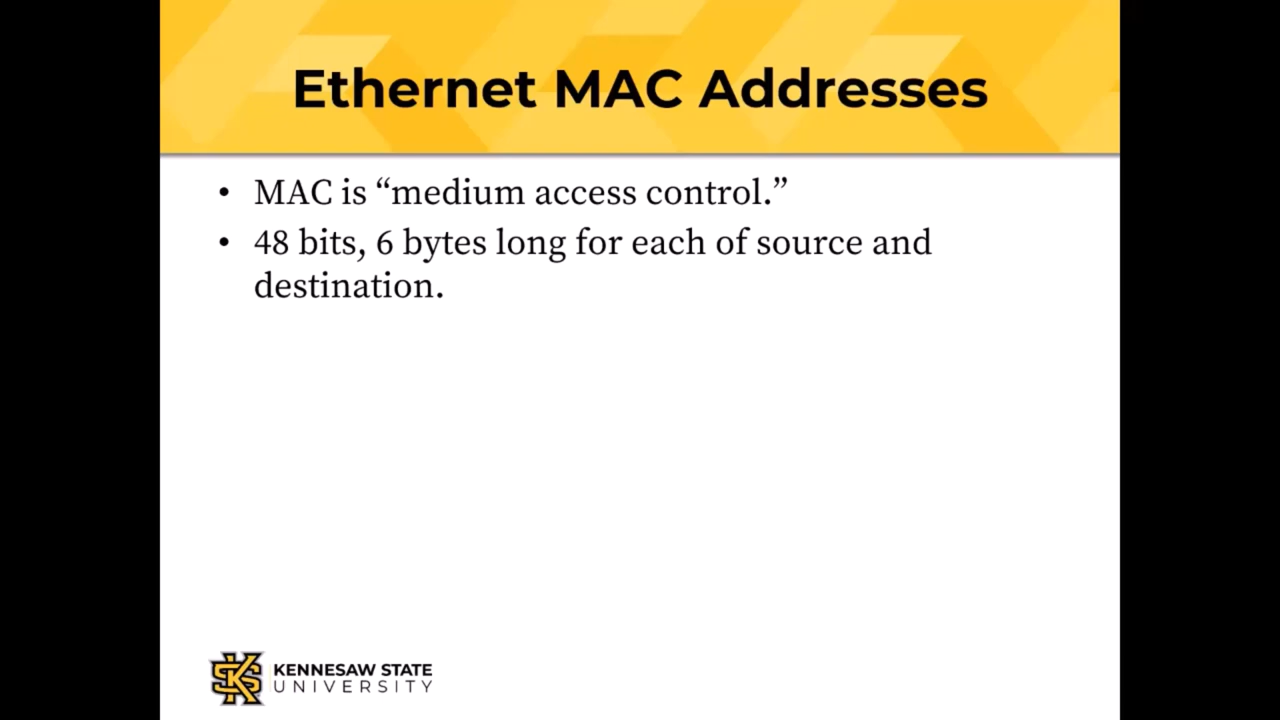 Ethernet MAC Addresses
• MAC is “medium access control.”
• 48 bits, 6 bytes long for each of source and
destination.
KENNESAW STATE
UNIVERSITY